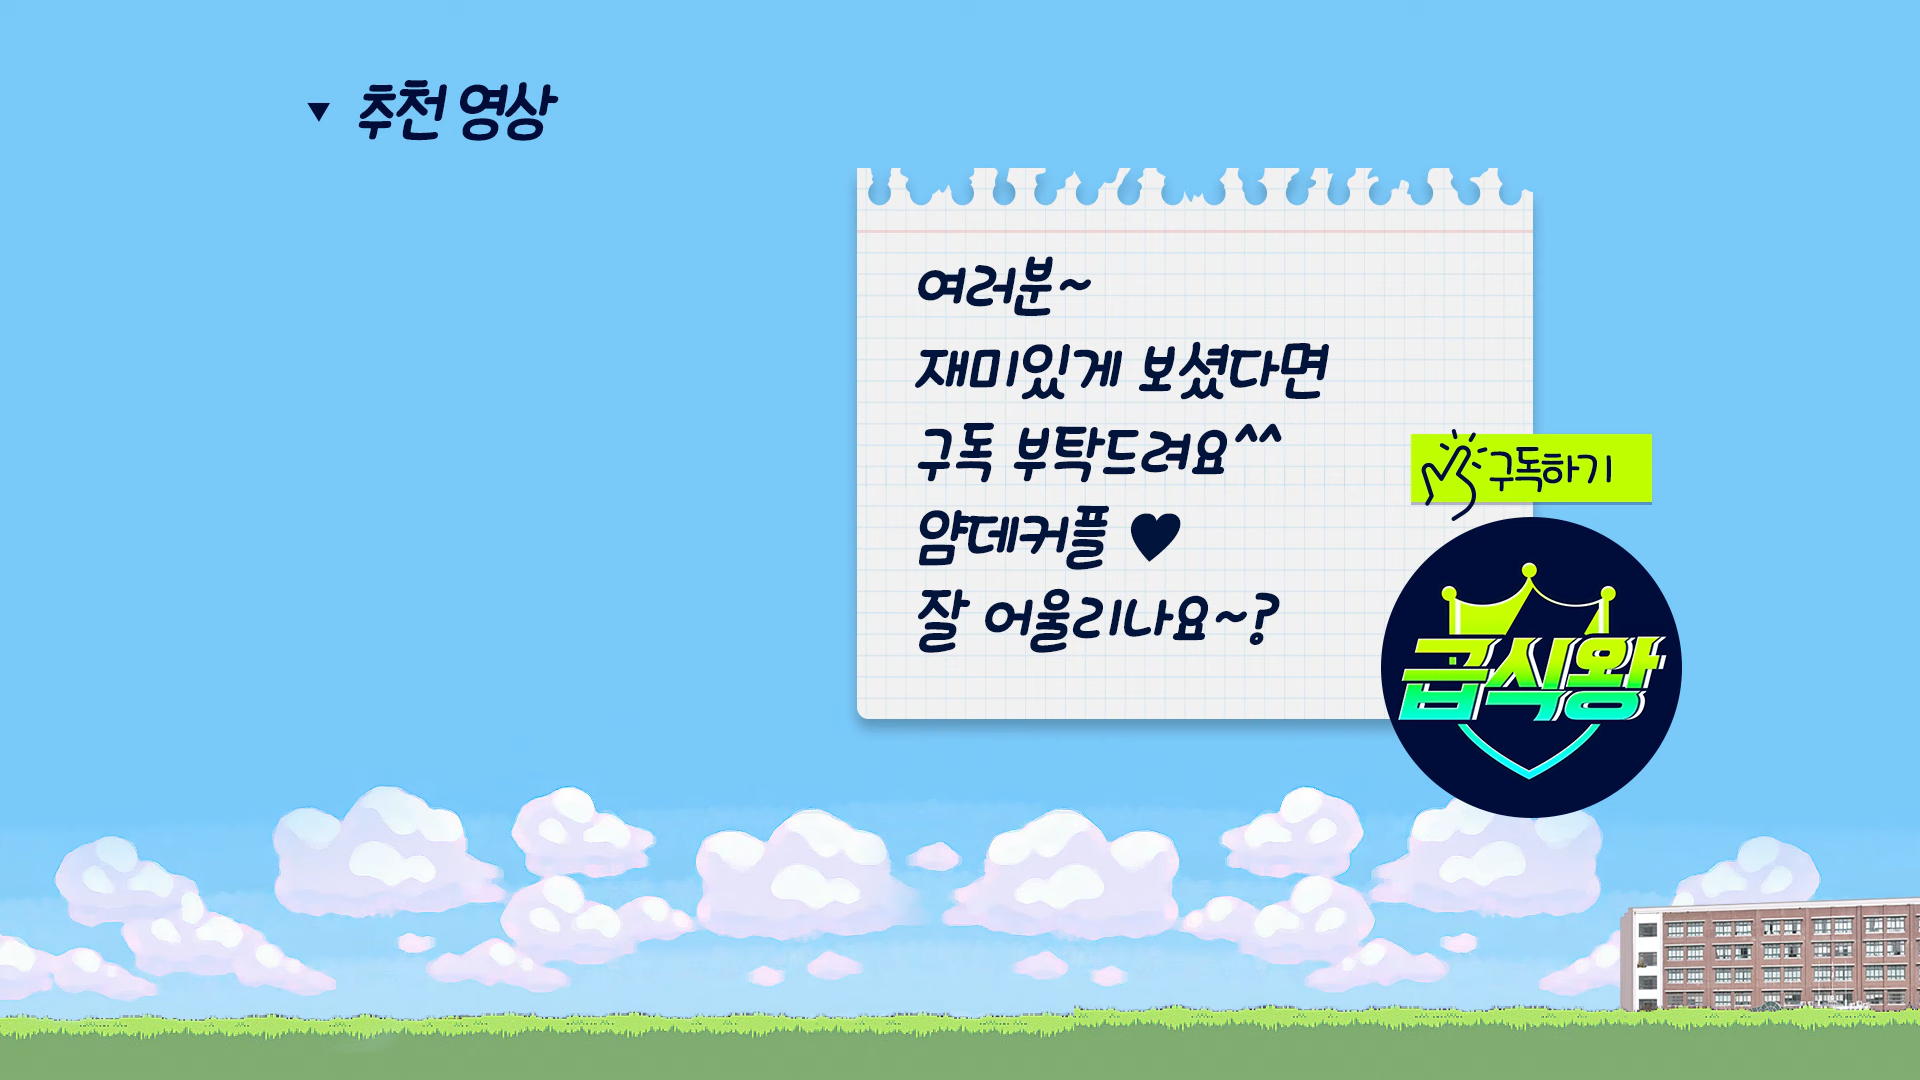 ▼ 추천 영상
여러분~
재미있게 보셨다면
구독 부탁드려요^^
얌데커플 ♥
잘 어울리나요~?
구독하기
급식왕